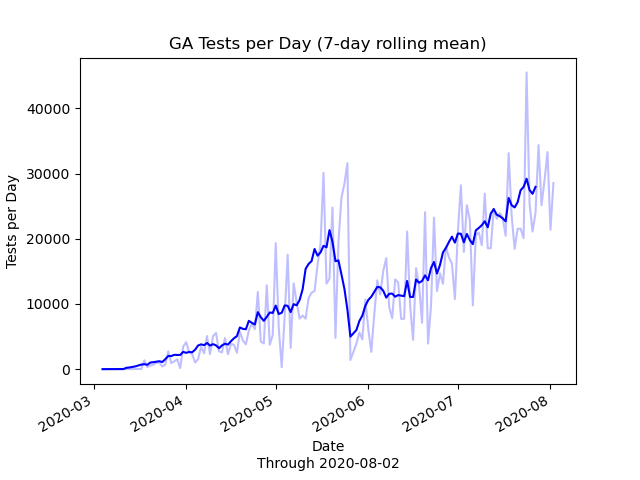 GA Tests per Day (7-day rolling mean)
40000
30000
20000
10000
0
Tests per Day
2020-03
2020-04
2020-05
2020-06
2020-07
2020-08
Date
Through 2020-08-02